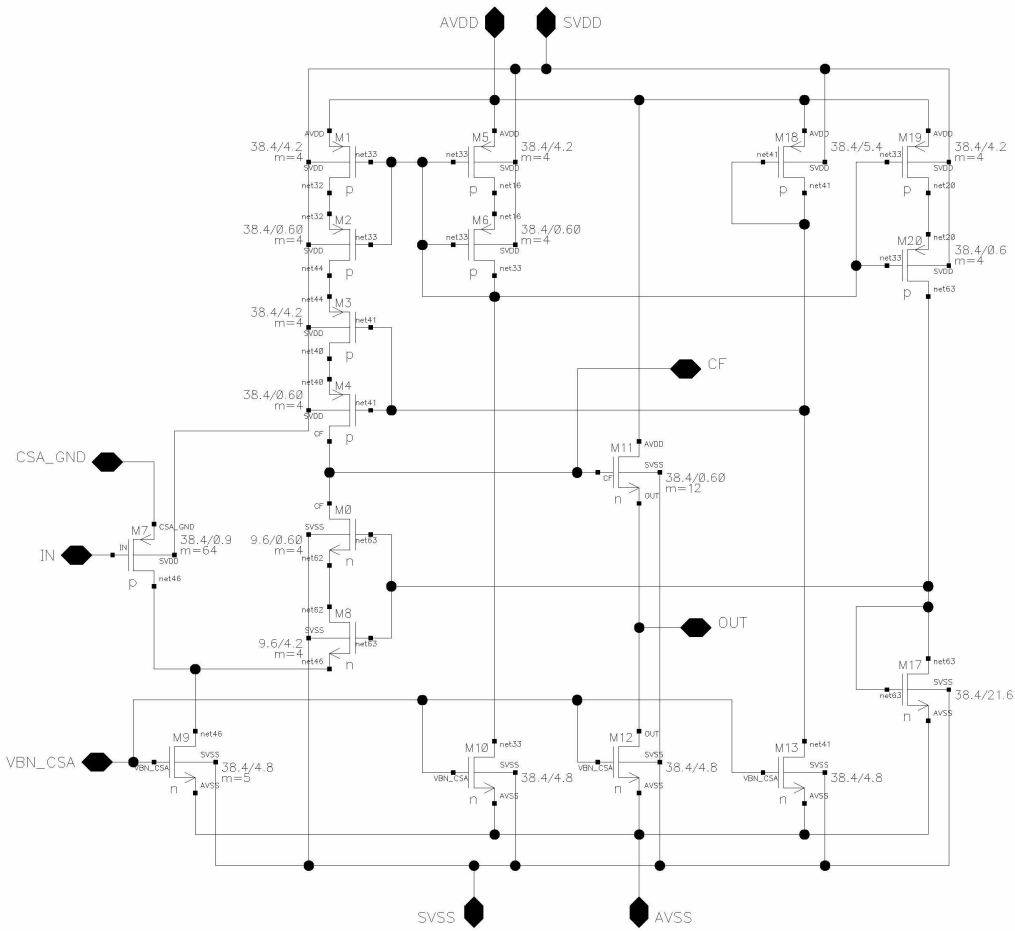 AVDD SVDD
M1
AVDD
38.4/4.2
m=4
net33
SVDD
net32
p
M5
AVDD
38.4/4.2
m=4
net33
SVDD
net16
p
M18
AVDD
38.4/5.4
net41
SVDD
net41
p
M19
AVDD
38.4/4.2
m=4
net33
SVDD
net20
p
M2
net32
38.4/0.60
m=4
net33
SVDD
net44
p
M6
net16
38.4/0.60
m=4
net33
SVDD
net33
p
M20
net20
38.4/0.6
m=4
net33
SVDD
net63
p
M3
net44
38.4/4.2
m=4
net41
SVDD
net40
p
M4
net40
38.4/0.60
m=4
net41
SVDD
CF
p
CF
M11
AVDD
SVSS
38.4/0.60
m=12
CF
OUT
n
CSA_GND
M7
CSA_GND
38.4/0.9
m=64
IN
IN
SVDD
net46
p
M0
CF
SVSS
9.6/0.60
m=4
net63
net62
n
M8
net62
SVSS
9.6/4.2
m=4
net63
net46
n
OUT
M17
net63
SVSS
38.4/21.6
net63
AVSS
n
VBN_CSA
M9
net46
SVSS
38.4/4.8
m=5
VBN_CSA
AVSS
n
M10
net33
SVSS
38.4/4.8
VBN_CSA
AVSS
n
M12
OUT
SVSS
38.4/4.8
VBN_CSA
AVSS
n
M13
net41
SVSS
38.4/4.8
VBN_CSA
AVSS
n
SVSS AVSS